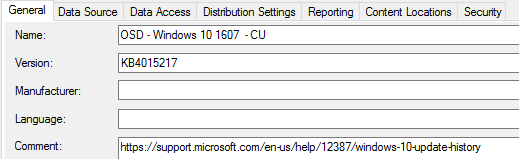 General Data Source Data Access Distribution Settings Reporting Content Locations Security
Name: OSD - Windows 10 1607 - CU
Version: KB4015217
Manufacturer:
Language:
Comment: https://support.microsoft.com/en-us/help/12387/windows-10-update-history